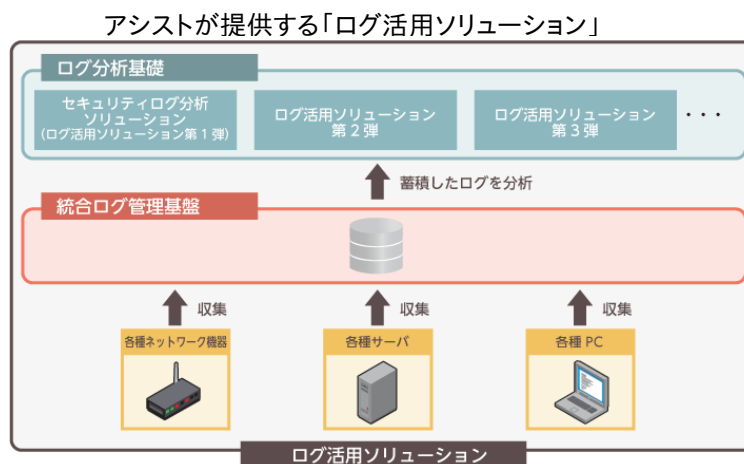 アシストが提供する「ログ活用ソリューション」
ログ分析基礎
セキュリティログ分析
ソリューション
(ログ活用ソリューション第1弾)
ログ活用ソリューション
第2弾
ログ活用ソリューション
第3弾
・・・
蓄積したログを分析
統合ログ管理基盤
収集
収集
収集
各種ネットワーク機器
各種サーバ
各種 PC
ログ活用ソリューション